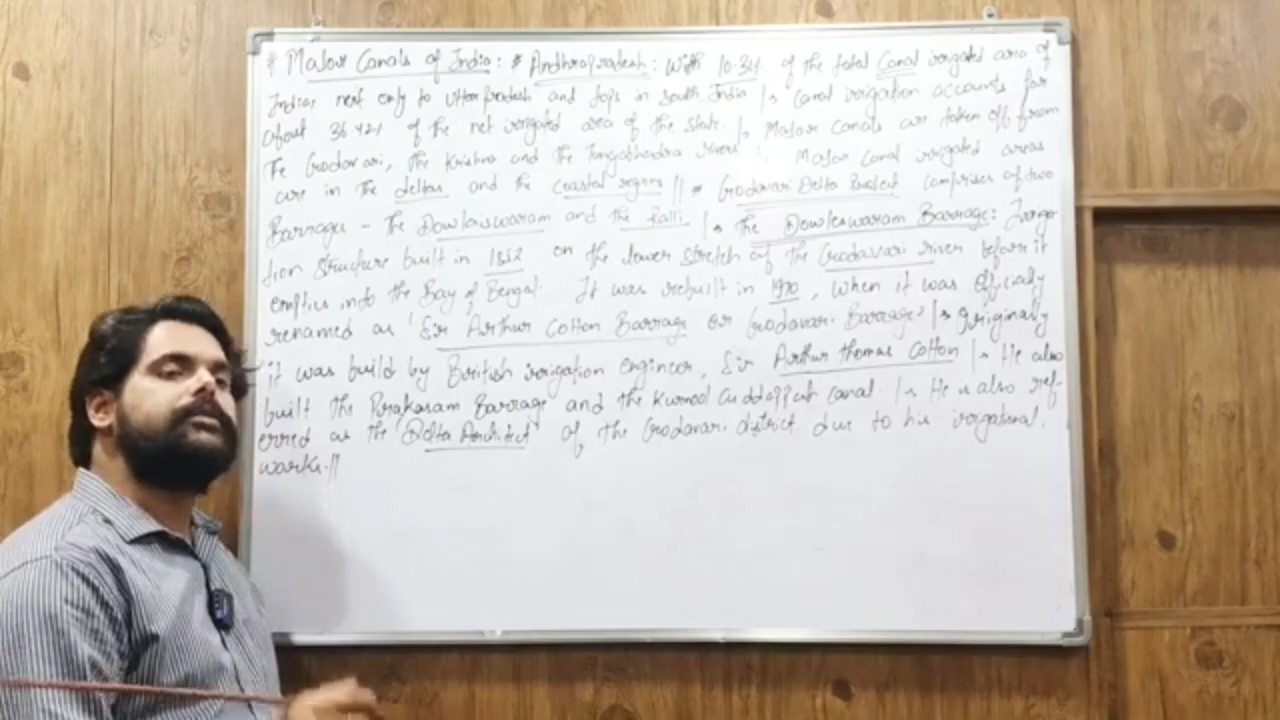 * Major Canals of India: * Andhra Pradesh: With 10.34 of the total Canal irrigated area of
India, next only to Uttar Pradesh and tops in South India |→ Canal irrigation accounts for
about 36.42% of the net irrigated area of the state. |→ Major Canals are taken off from
the Godavari, the Krishna and the Tungabhadra rivers. Major canal irrigated areas
are in the deltas and the coastal regions || * Godavari Delta Project comprises of two
Barrages - the Dowleiswaram and the Ralli |→ the Dowleswaram Barrage: Irriga-
tion Structure built in 1852 on the lower stretch of the Godavari river before it
empties into the Bay of Bengal. It was rebuilt in 1970, when it was officially
renamed as 'Sir Arthur Cotton Barrage or Godavari Barrage' |→ Originally
it was build by British irrigation engineer, Sir Arthur Thomas Cotton |→ He also
built the Prakasam Barrage and the Kurnool Cuddappah canal. |→ He is also ref-
erred as the 'Delta Architect' of the Godavari district due to his irrigational.
works.||